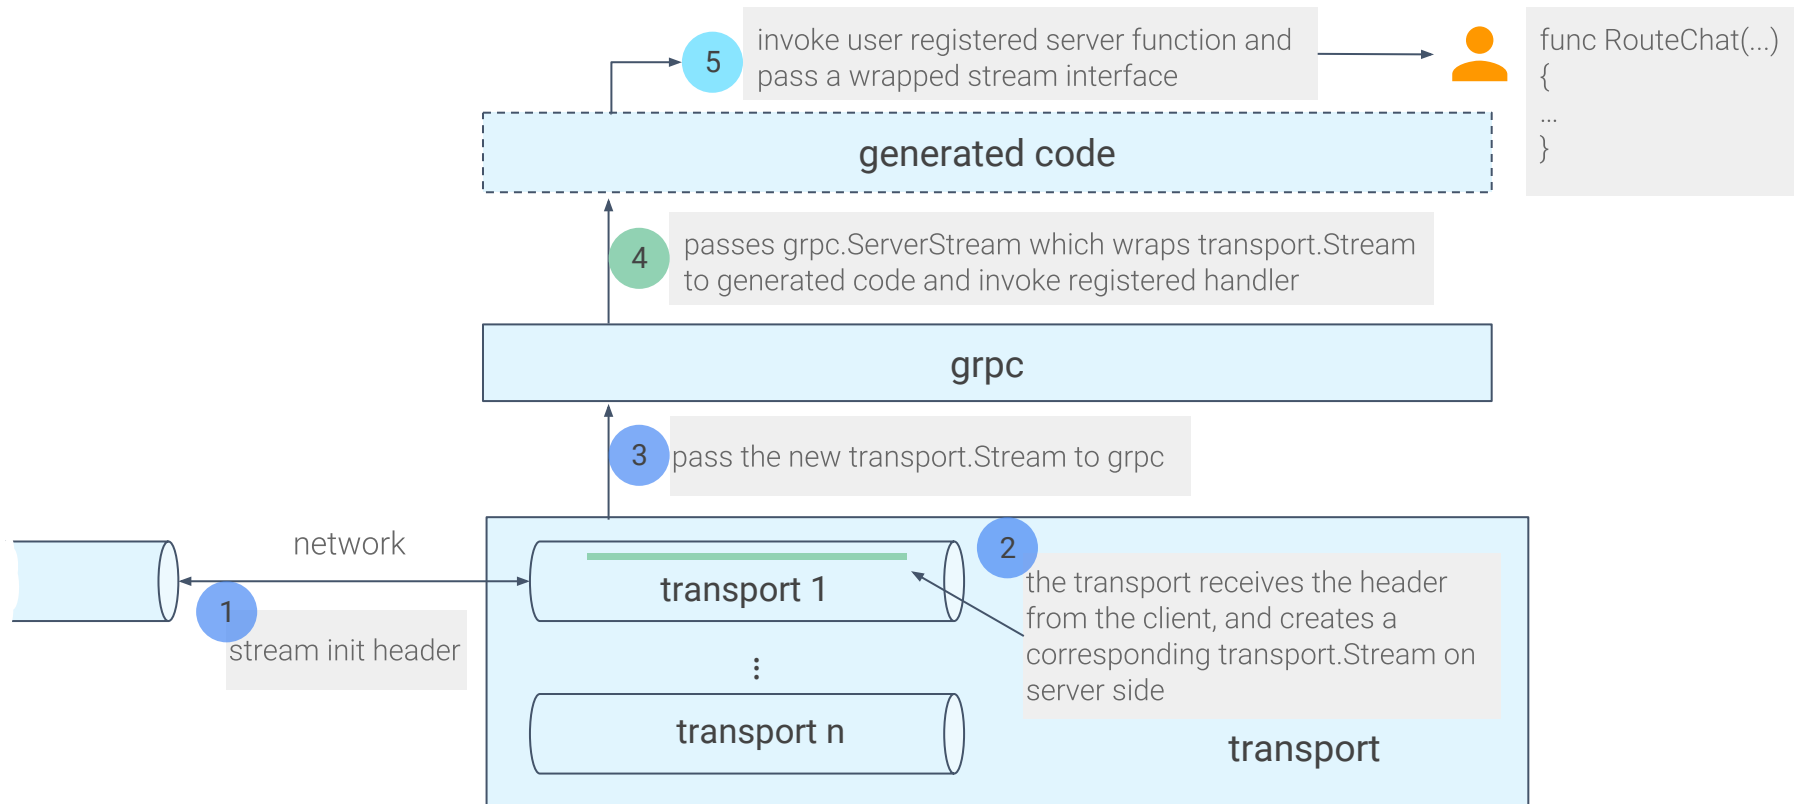 5
invoke user registered server function and
pass a wrapped stream interface
func RouteChat(...)
{
...
}
generated code
4
passes grpc.ServerStream which wraps transport.Stream
to generated code and invoke registered handler
grpc
3
pass the new transport.Stream to grpc
network
1
stream init header
transport 1
2
the transport receives the header
from the client, and creates a
corresponding transport.Stream on
server side
transport n
transport